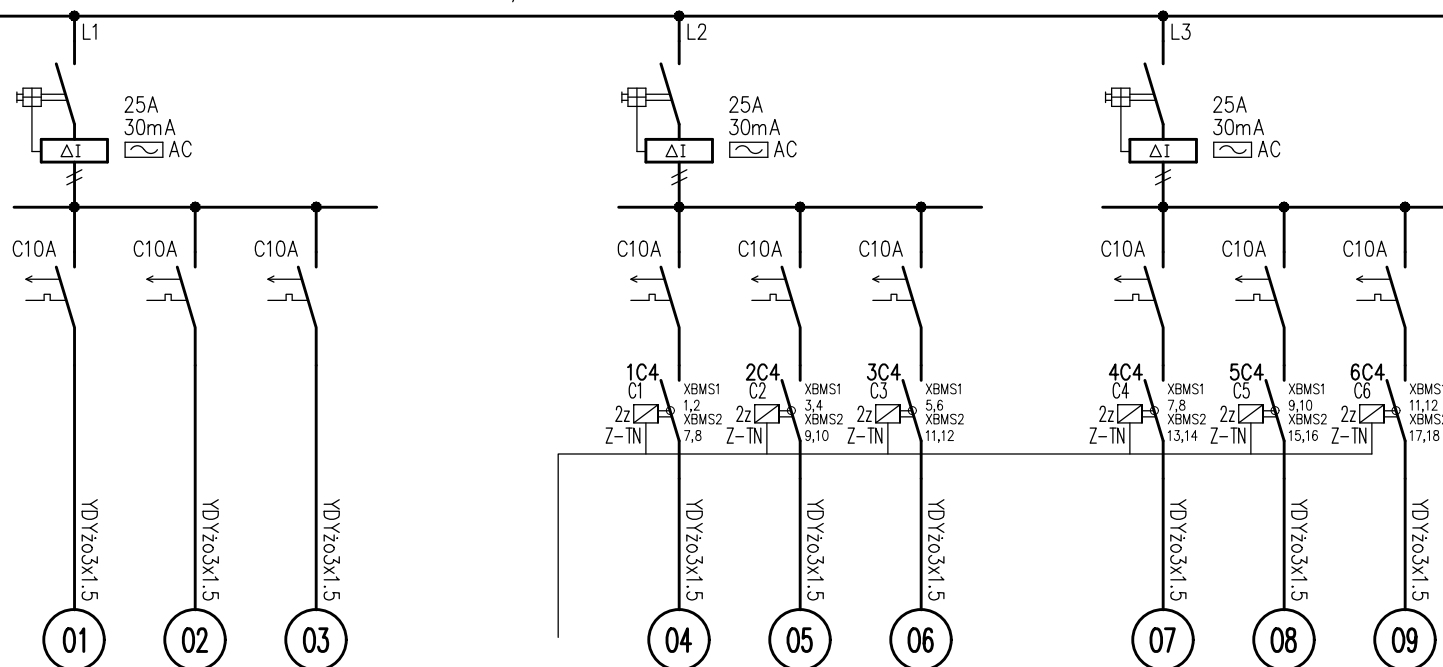 L1
L2
L3
25A
30mA
AC
25A
30mA
AC
25A
30mA
AC
ΔI
ΔI
ΔI
C10A
C10A
C10A
C10A
C10A
C10A
C10A
C10A
C10A
1C4
C1
2z
Z-TN
XBMS1
1,2
XBMS2
7,8
2C4
C2
2z
Z-TN
XBMS1
3,4
XBMS2
9,10
3C4
C3
2z
Z-TN
XBMS1
5,6
XBMS2
11,12
4C4
C4
2z
Z-TN
XBMS1
7,8
XBMS2
13,14
5C4
C5
2z
Z-TN
XBMS1
9,10
XBMS2
15,16
6C4
C6
2z
Z-TN
XBMS1
11,12
XBMS2
17,18
YDYżo3x1.5
YDYżo3x1.5
YDYżo3x1.5
YDYżo3x1.5
YDYżo3x1.5
YDYżo3x1.5
YDYżo3x1.5
YDYżo3x1.5
YDYżo3x1.5
01
02
03
04
05
06
07
08
09